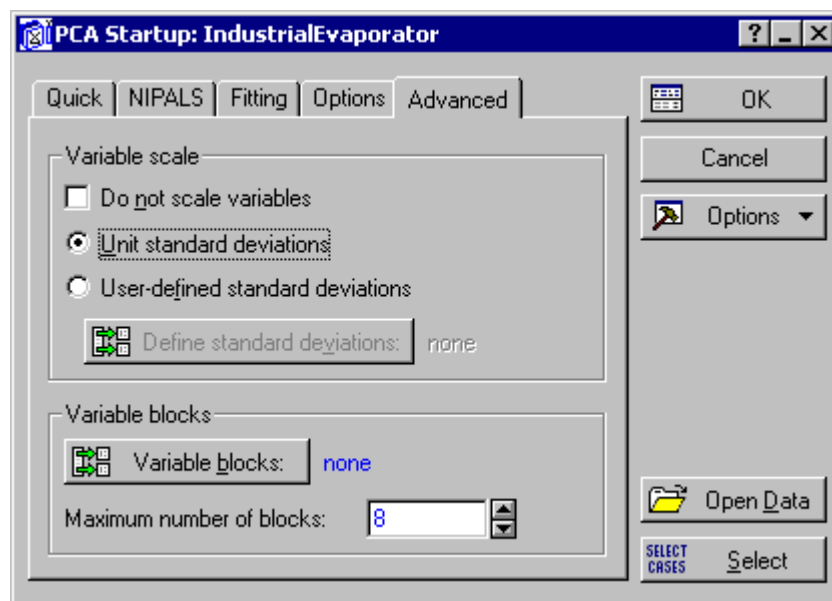 PCA Startup: IndustrialEvaporator
Quick
NIPALS
Fitting
Options
Advanced
Variable scale
Do not scale variables
Unit standard deviations
User-defined standard deviations
Define standard deviations: none
Variable blocks
Variable blocks: none
Maximum number of blocks: 8
OK
Cancel
Options
Open Data
SELECT CASES
Select